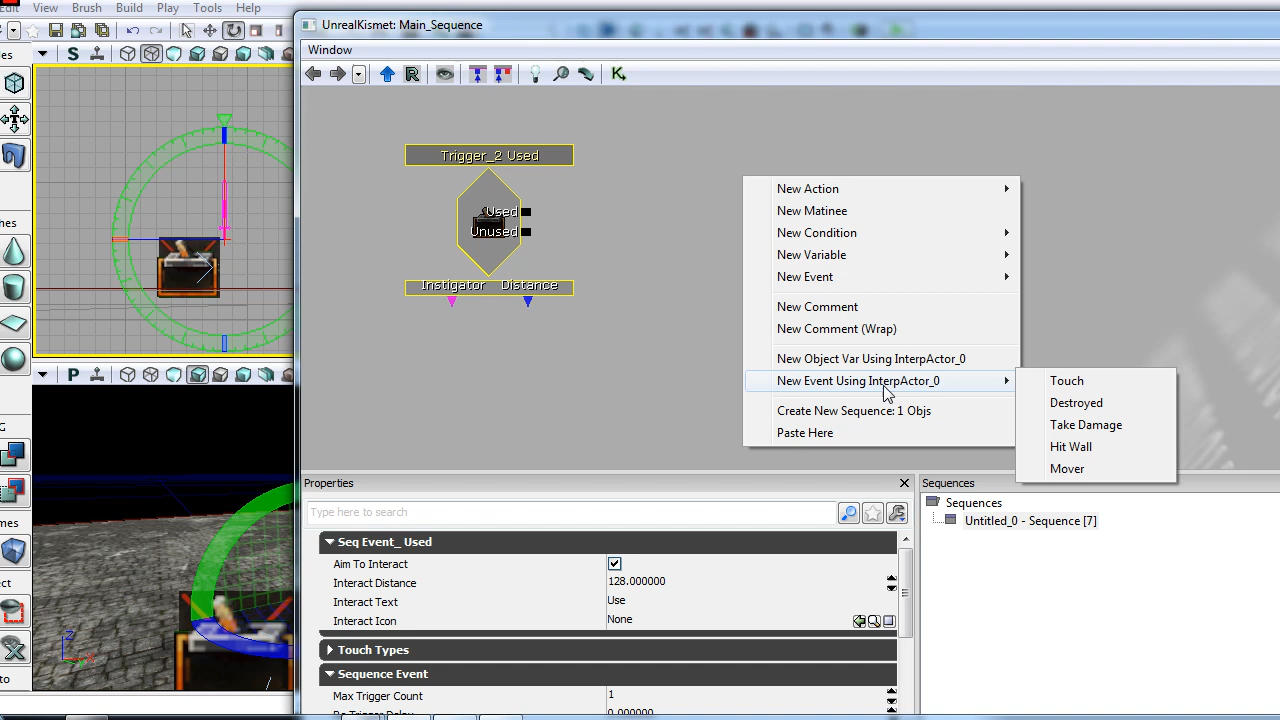 View Brush Build Play Tools Help
UnrealKismet: Main_Sequence
Window
S
P
Z
X
Trigger_2 Used
Used
Unused
Instigator Distance
New Action
New Matinee
New Condition
New Variable
New Event
New Comment
New Comment (Wrap)
New Object Var Using InterpActor_0
New Event Using InterpActor_0
Create New Sequence: 1 Objs
Paste Here
Touch
Destroyed
Take Damage
Hit Wall
Mover
Properties
Type here to search
Seq Event_ Used
Aim To Interact
Interact Distance 128.000000
Interact Text Use
Interact Icon None
Touch Types
Sequence Event
Max Trigger Count 1
Sequences
Sequences
Untitled_0 - Sequence [7]